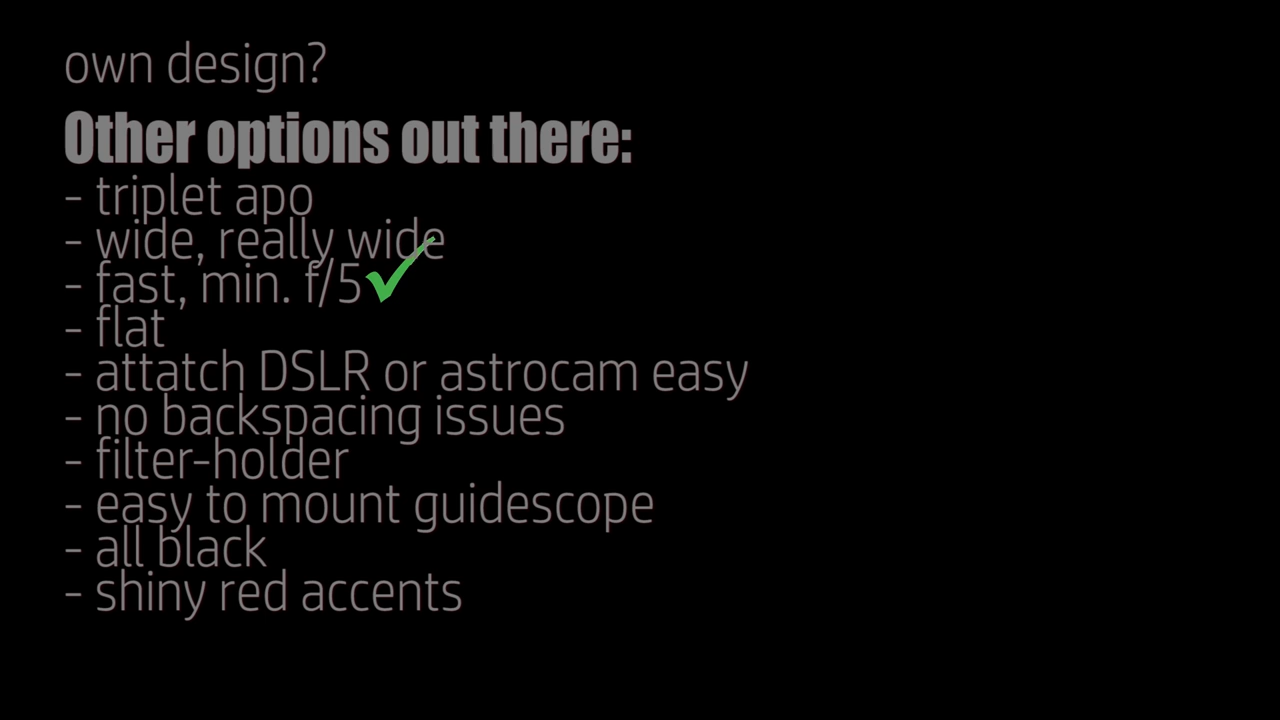 own design?
Other options out there:
- triplet apo
- wide, really wide
- fast, min. f/5
- flat
- attatch DSLR or astrocam easy
- no backspacing issues
- filter-holder
- easy to mount guidescope
- all black
- shiny red accents